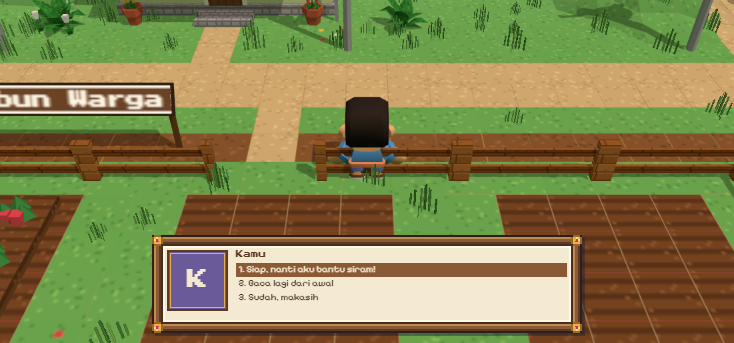 bun Warga
K
Kamu
1. Siap, nanti aku bantu siram!
2. Baca lagi dari awal
3. Sudah, makasih